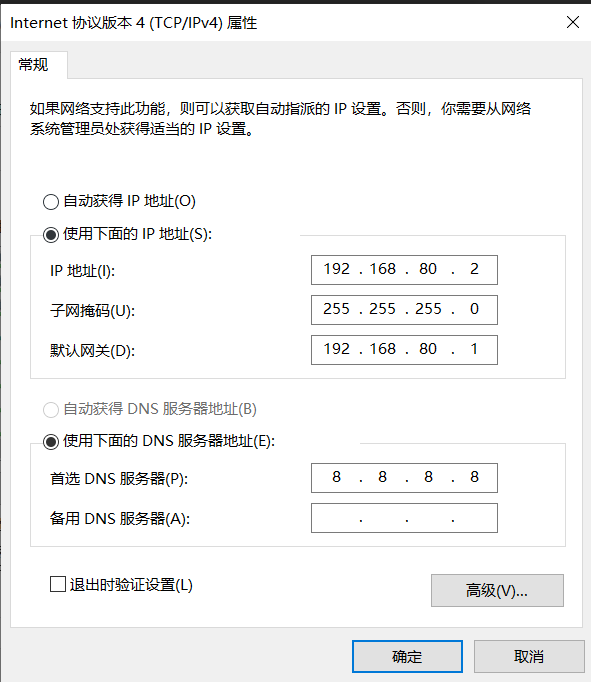 Internet 协议版本 4 (TCP/IPv4) 属性
常规
如果网络支持此功能，则可以获取自动指派的 IP 设置。否则，你需要从网络
系统管理员处获得适当的 IP 设置。
自动获得 IP 地址(O)
使用下面的 IP 地址(S):
IP 地址(I): 192 . 168 . 80 . 2
子网掩码(U): 255 . 255 . 255 . 0
默认网关(D): 192 . 168 . 80 . 1
自动获得 DNS 服务器地址(B)
使用下面的 DNS 服务器地址(E):
首选 DNS 服务器(P): 8 . 8 . 8 . 8
备用 DNS 服务器(A): . . .
退出时验证设置(L)
高级(V)...
确定 取消